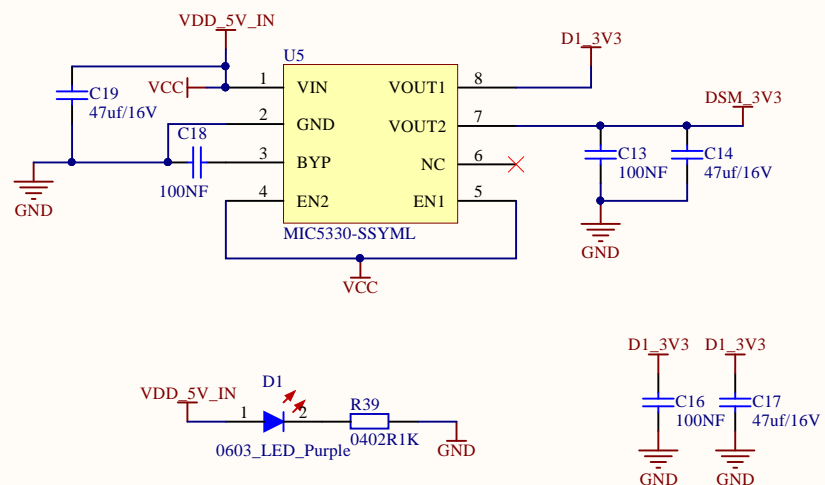 VDD_5V_IN
D1_3V3
U5
VCC
1
VIN
VOUT1
8
C19
47uf/16V
DSM_3V3
2
GND
VOUT2
7
C18
3
BYP
NC
6
C13
100NF
C14
47uf/16V
100NF
GND
4
EN2
EN1
5
MIC5330-SSYML
GND
VCC
D1_3V3
D1_3V3
D1
VDD_5V_IN
1
2
R39
C16
100NF
C17
47uf/16V
0603_LED_Purple
0402R1K
GND
GND
GND